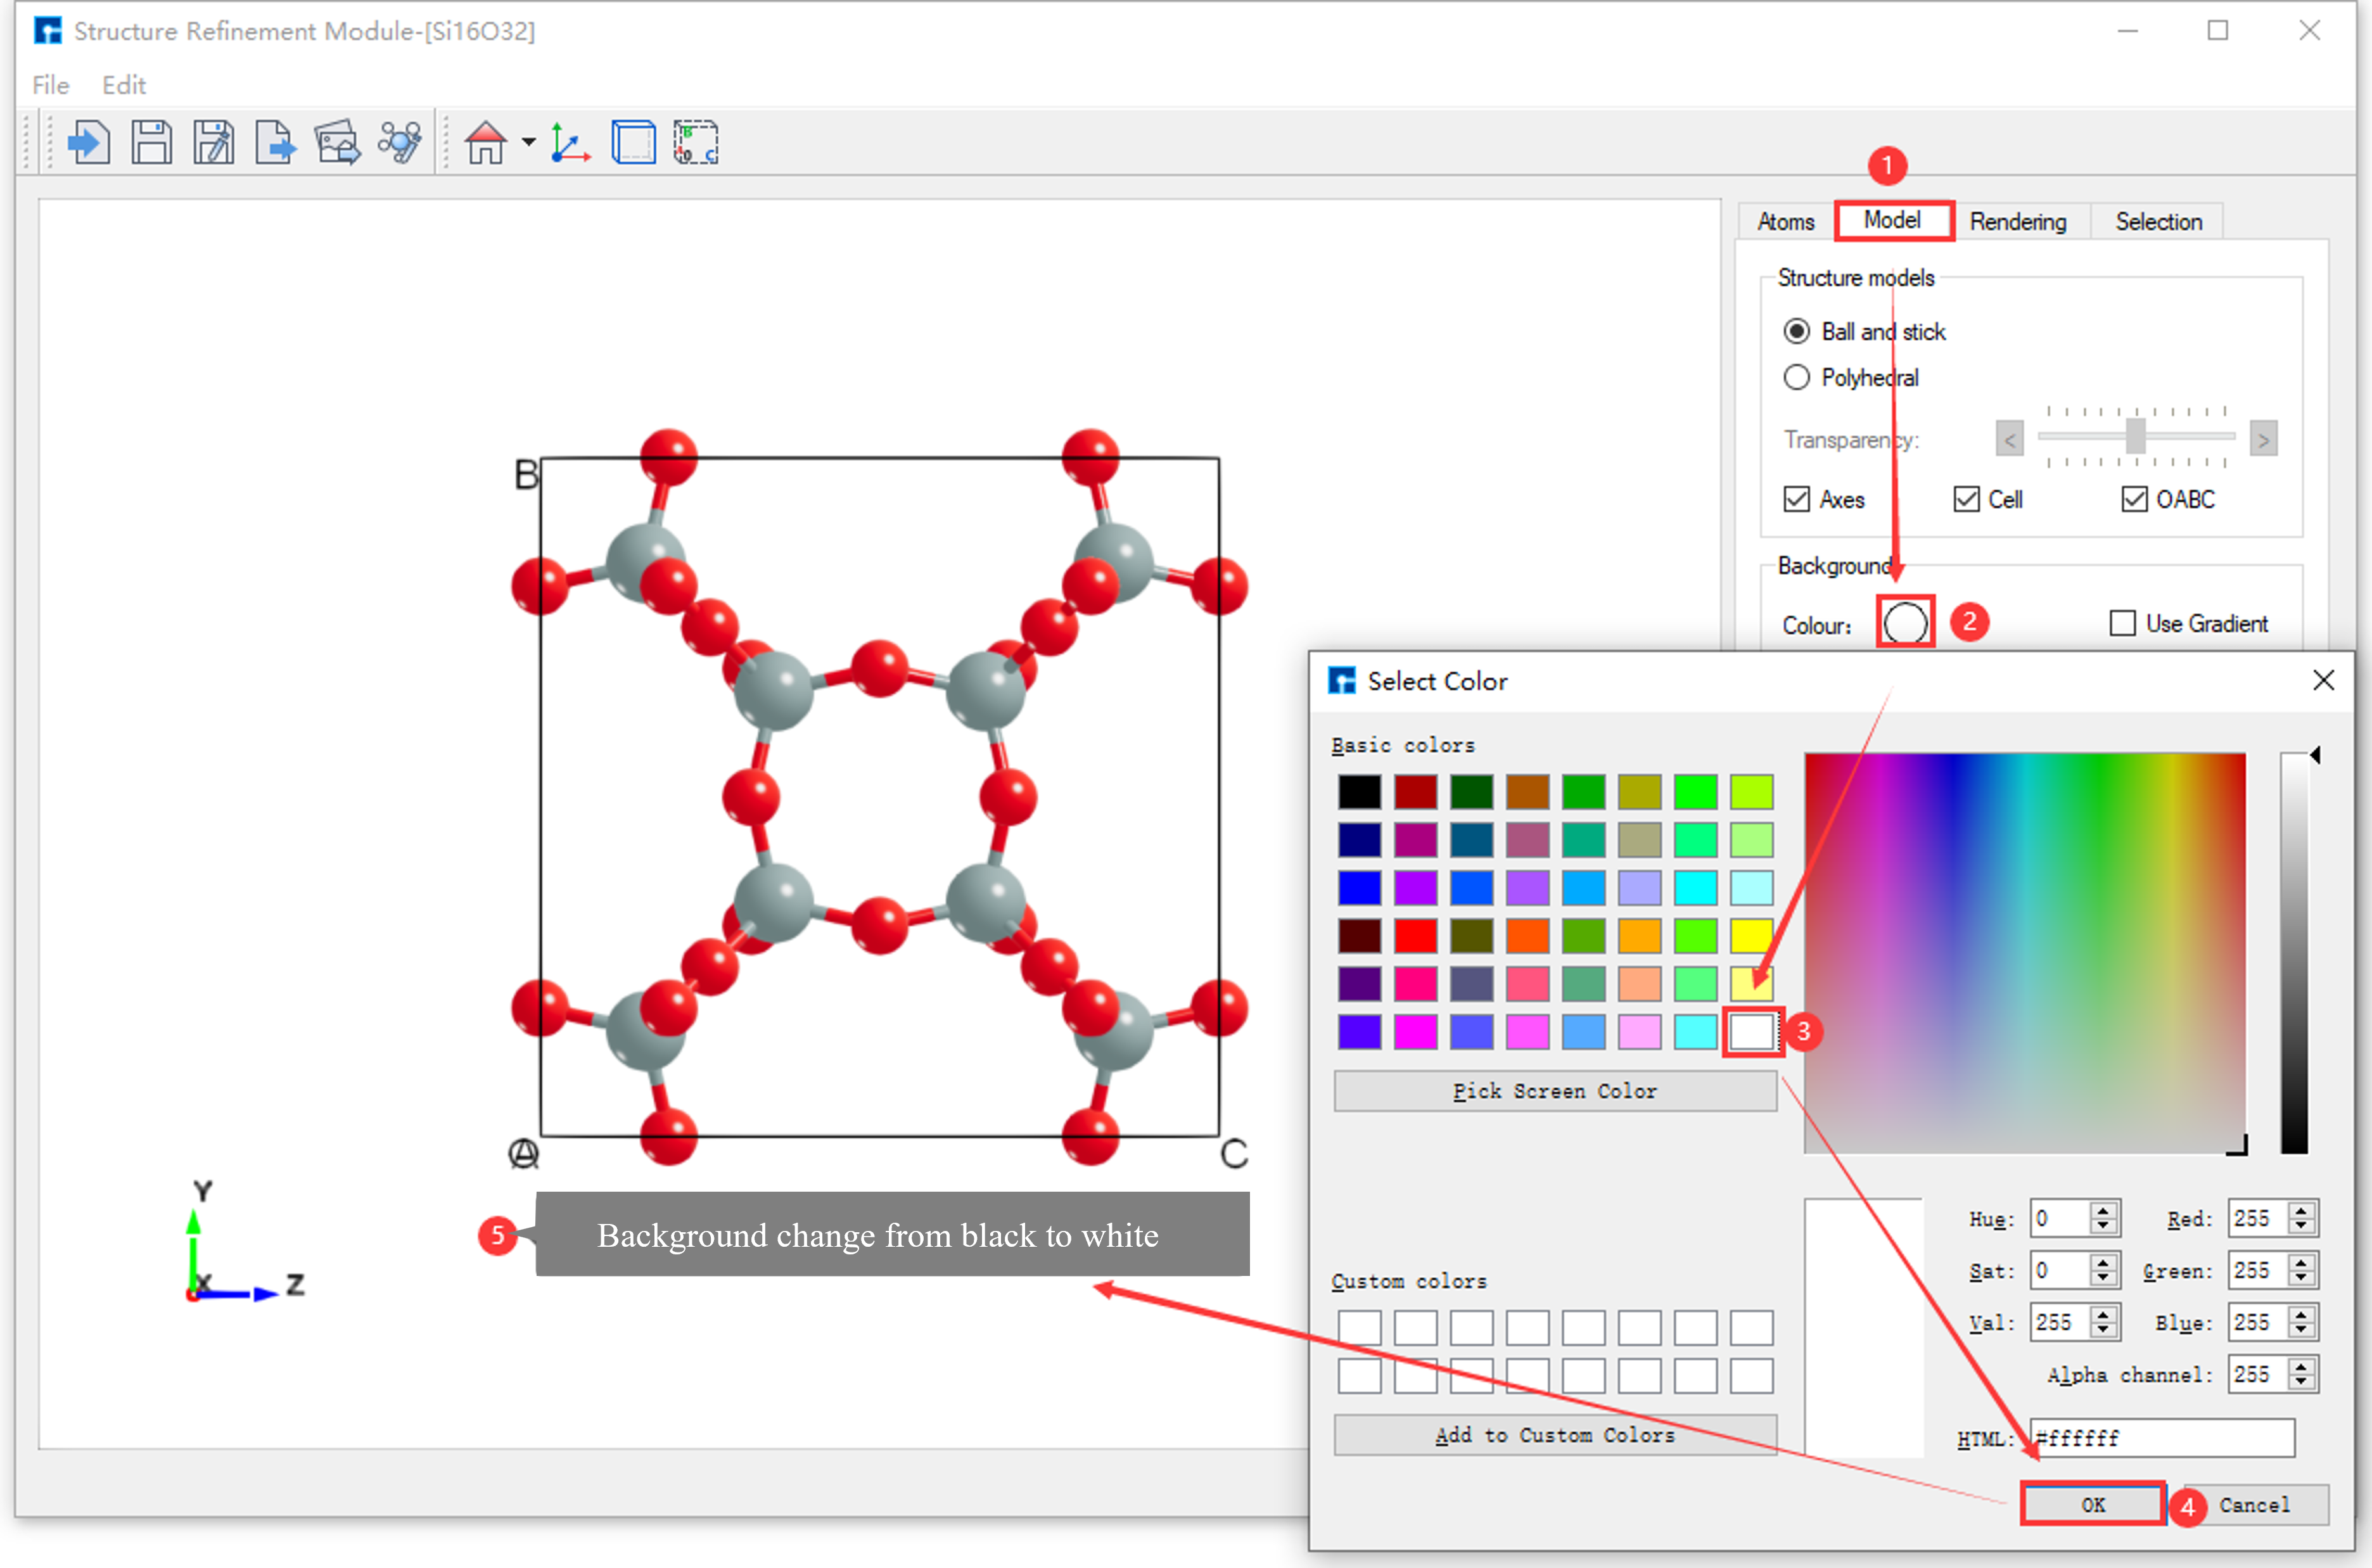 Structure Refinement Module-[Si16O32]
File Edit
B O C
1
Atoms Model Rendering Selection
Structure models
Ball and stick
Polyhedral
Transparency: < >
Axes Cell OABC
Background
Colour: 2 Use Gradient
B
A C
Y
X Z
5 Background change from black to white
Select Color
Basic colors
3
Pick Screen Color
Custom colors
Add to Custom Colors
Hue: 0 Red: 255
Sat: 0 Green: 255
Val: 255 Blue: 255
Alpha channel: 255
HTML: #ffffff
OK 4 Cancel